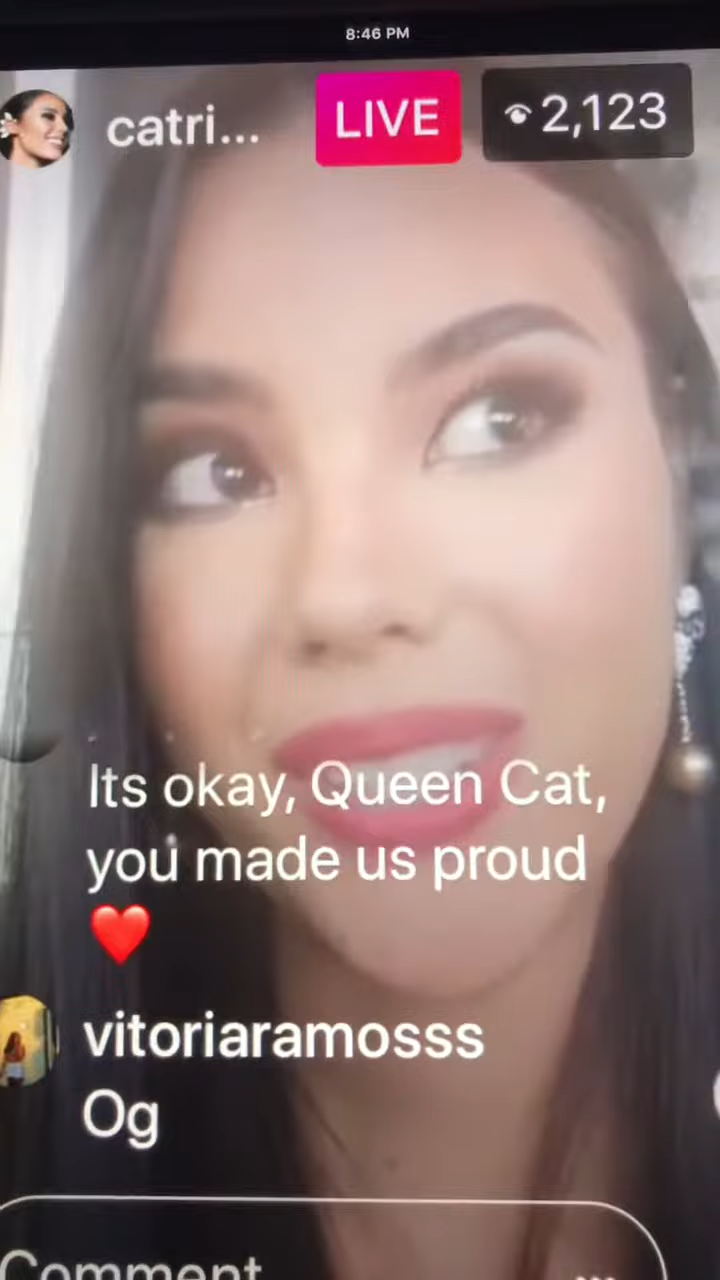 8:46 PM
catri...
LIVE
2,123
Its okay, Queen Cat,
you made us proud
❤️
vitoriaramosss
Og
Comment